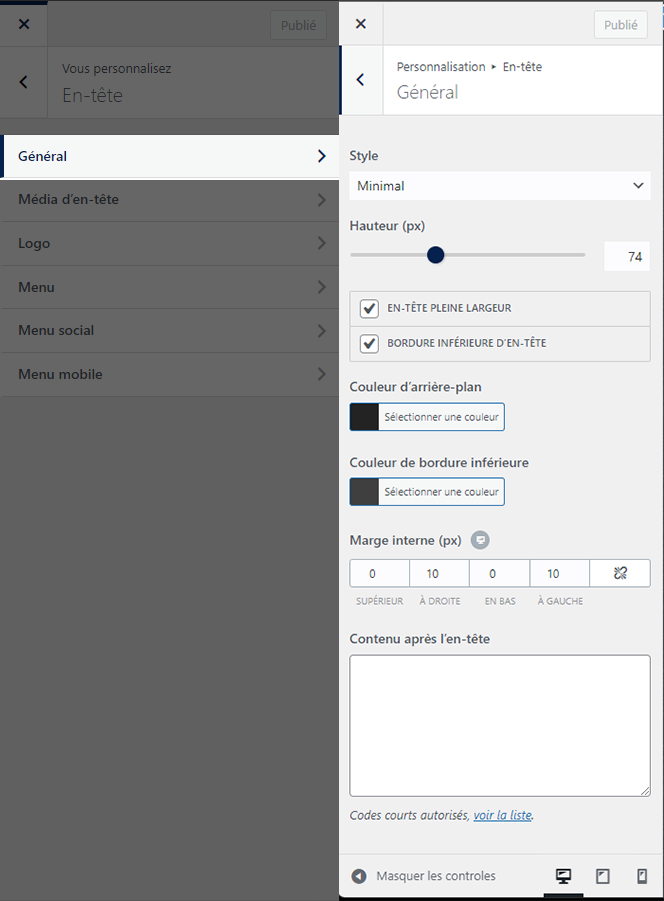 Publié
Vous personnalisez
En-tête
Général
Média d’en-tête
Logo
Menu
Menu social
Menu mobile
Publié
Personnalisation ▸ En-tête
Général
Style
Minimal
Hauteur (px)
74
EN-TÊTE PLEINE LARGEUR
BORDURE INFÉRIEURE D'EN-TÊTE
Couleur d’arrière-plan
Sélectionner une couleur
Couleur de bordure inférieure
Sélectionner une couleur
Marge interne (px)
0 10 0 10
SUPÉRIEUR À DROITE EN BAS À GAUCHE
Contenu après l’en-tête
Codes courts autorisés, voir la liste.
Masquer les controles